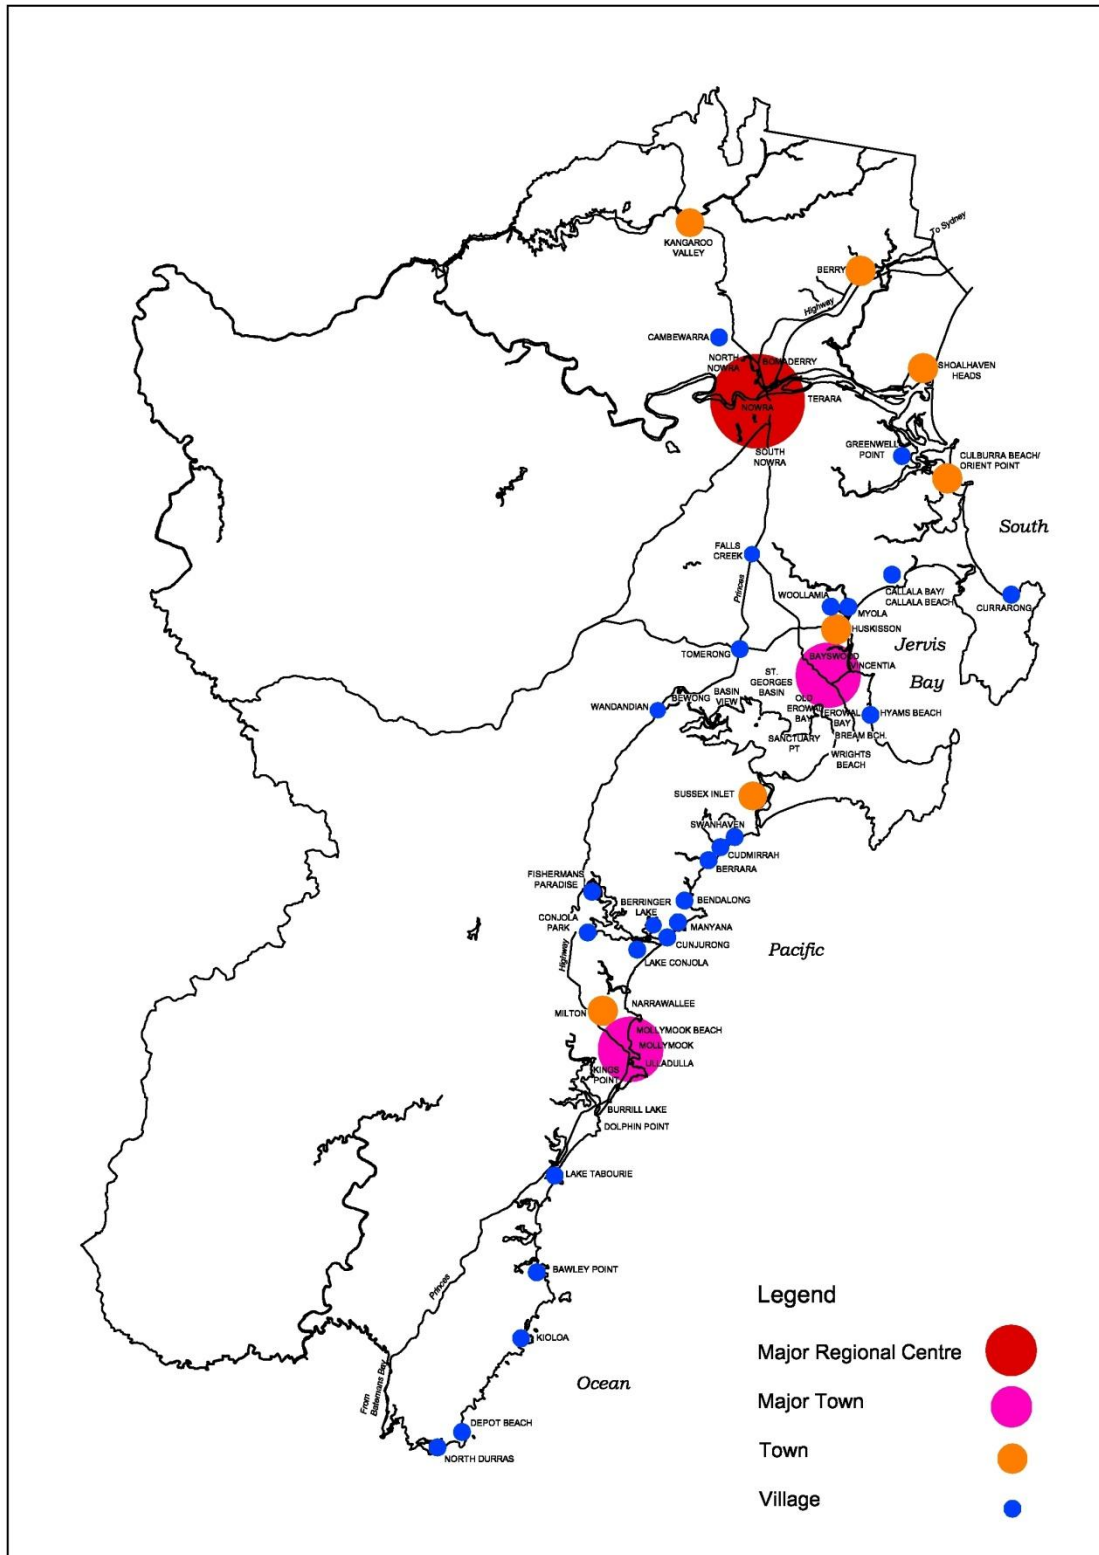 To Sydney
KANGAROO
VALLEY
BERRY
Highway
CAMBEWARRA
NORTH
NOWRA
BOMADERRY
SHOALHAVEN
HEADS
NOWRA
TERARA
SOUTH
NOWRA
GREENWELL
POINT
CULBURRA BEACH/
ORIENT POINT
South
FALLS
CREEK
Princes
WOOLLAMIA
CALLALA BAY/
CALLALA BEACH
MYOLA
CURRARONG
HUSKISSON
Jervis
TOMERONG
BAYSWOOD
VINCENTIA
ST.
GEORGES
BASIN
Bay
BEWONG
BASIN
VIEW
WANDANDIAN
OLD
EROWAL
BAY
EROWAL
BAY
HYAMS BEACH
SANCTUARY
PT
BREAM BCH.
WRIGHTS
BEACH
SUSSEX INLET
SWANHAVEN
CUDMIRRAH
BERRARA
FISHERMANS
PARADISE
BERRINGER
LAKE
BENDALONG
CONJOLA
PARK
MANYANA
CUNJURONG
LAKE CONJOLA
Highway
Pacific
NARRAWALLEE
MILTON
MOLLYMOOK BEACH
MOLLYMOOK
ULLADULLA
KINGS
POINT
BURRILL LAKE
DOLPHIN POINT
LAKE TABOURIE
BAWLEY POINT
Princes
KIOLOA
From
Batemans Bay
Ocean
DEPOT BEACH
NORTH DURRAS
Legend
Major Regional Centre
Major Town
Town
Village